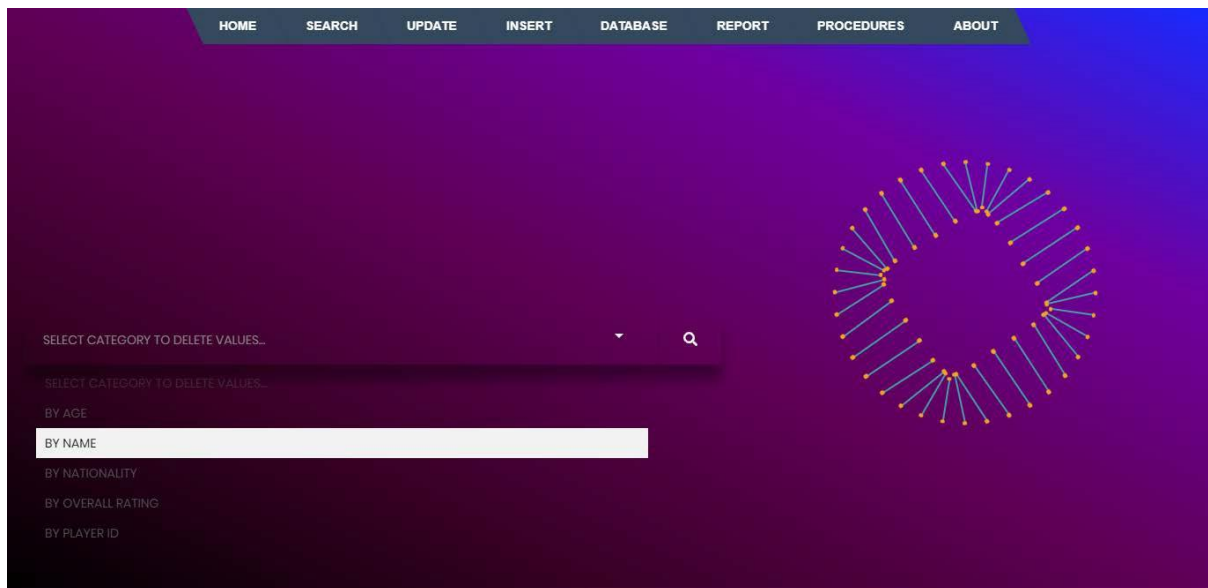 HOME SEARCH UPDATE INSERT DATABASE REPORT PROCEDURES ABOUT
SELECT CATEGORY TO DELETE VALUES...
SELECT CATEGORY TO DELETE VALUES...
BY AGE
BY NAME
BY NATIONALITY
BY OVERALL RATING
BY PLAYER ID